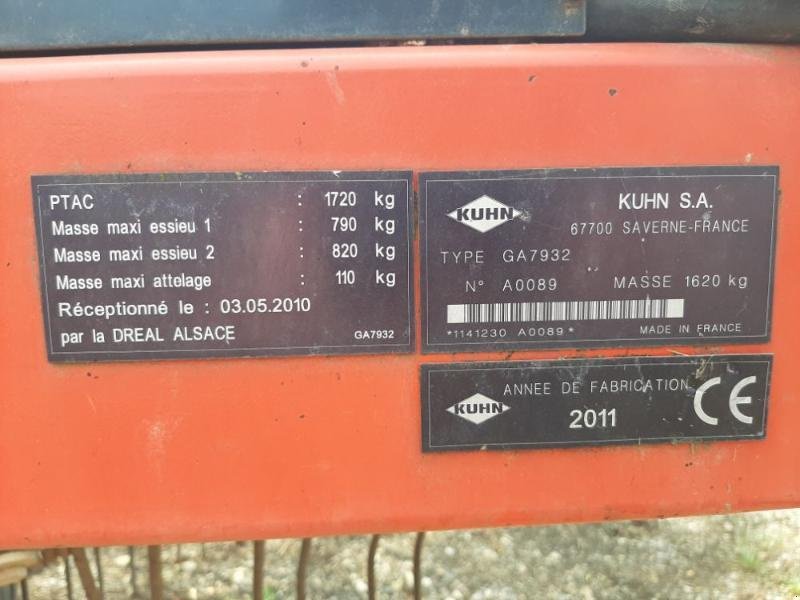 PTAC : 1720 kg
Masse maxi essieu 1 : 790 kg
Masse maxi essieu 2 : 820 kg
Masse maxi attelage : 110 kg
Réceptionné le : 03.05.2010
par la DREAL ALSACE GA7932
KUHN KUHN S.A.
67700 SAVERNE-FRANCE
TYPE GA7932
N° A0089 MASSE 1620 kg
*1141230 A0089* MADE IN FRANCE
KUHN ANNEE DE FABRICATION CE
2011